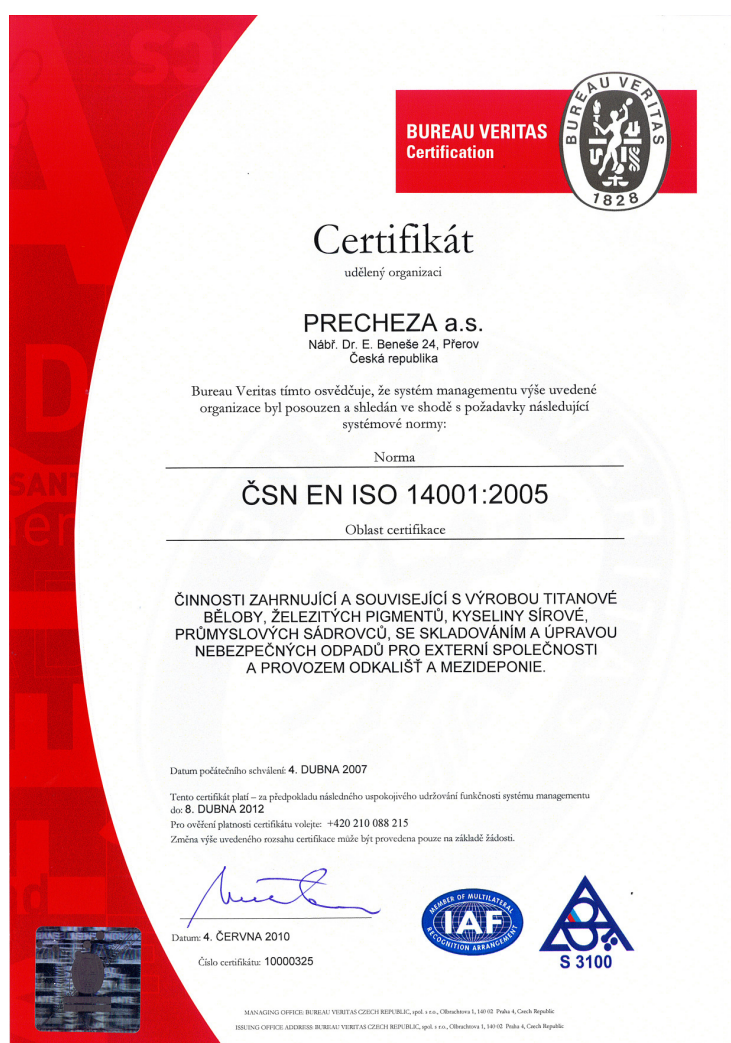 BUREAU VERITAS
Certification
BUREAU VERITAS
1828
Certifikát
udělený organizaci
PRECHEZA a.s.
Nábř. Dr. E. Beneše 24, Přerov
Česká republika
Bureau Veritas tímto osvědčuje, že systém managementu výše uvedené
organizace byl posouzen a shledán ve shodě s požadavky následující
systémové normy:
Norma
ČSN EN ISO 14001:2005
Oblast certifikace
ČINNOSTI ZAHRNUJÍCÍ A SOUVISEJÍCÍ S VÝROBOU TITANOVÉ
BĚLOBY, ŽELEZITÝCH PIGMENTŮ, KYSELINY SÍROVÉ,
PRŮMYSLOVÝCH SÁDROVCŮ, SE SKLADOVÁNÍM A ÚPRAVOU
NEBEZPEČNÝCH ODPADŮ PRO EXTERNÍ SPOLEČNOSTI
A PROVOZEM ODKALIŠŤ A MEZIDEPONIE.
Datum počátečního schválení: 4. DUBNA 2007
Tento certifikát platí – za předpokladu následného uspokojivého udržování funkčnosti systému managementu
do: 8. DUBNA 2012
Pro ověření platnosti certifikátu volejte: +420 210 088 215
Změna výše uvedeného rozsahu certifikace může být provedena pouze na základě žádosti.
Datum: 4. ČERVNA 2010
Číslo certifikátu: 10000325
MEMBER OF MULTILATERAL
IAF
RECOGNITION ARRANGEMENT
S 3100
MANAGING OFFICE: BUREAU VERITAS CZECH REPUBLIC, spol. s r.o., Olbrachtova 1, 140 02 Praha 4, Czech Republic
ISSUING OFFICE ADDRESS: BUREAU VERITAS CZECH REPUBLIC, spol. s r.o., Olbrachtova 1, 140 02 Praha 4, Czech Republic